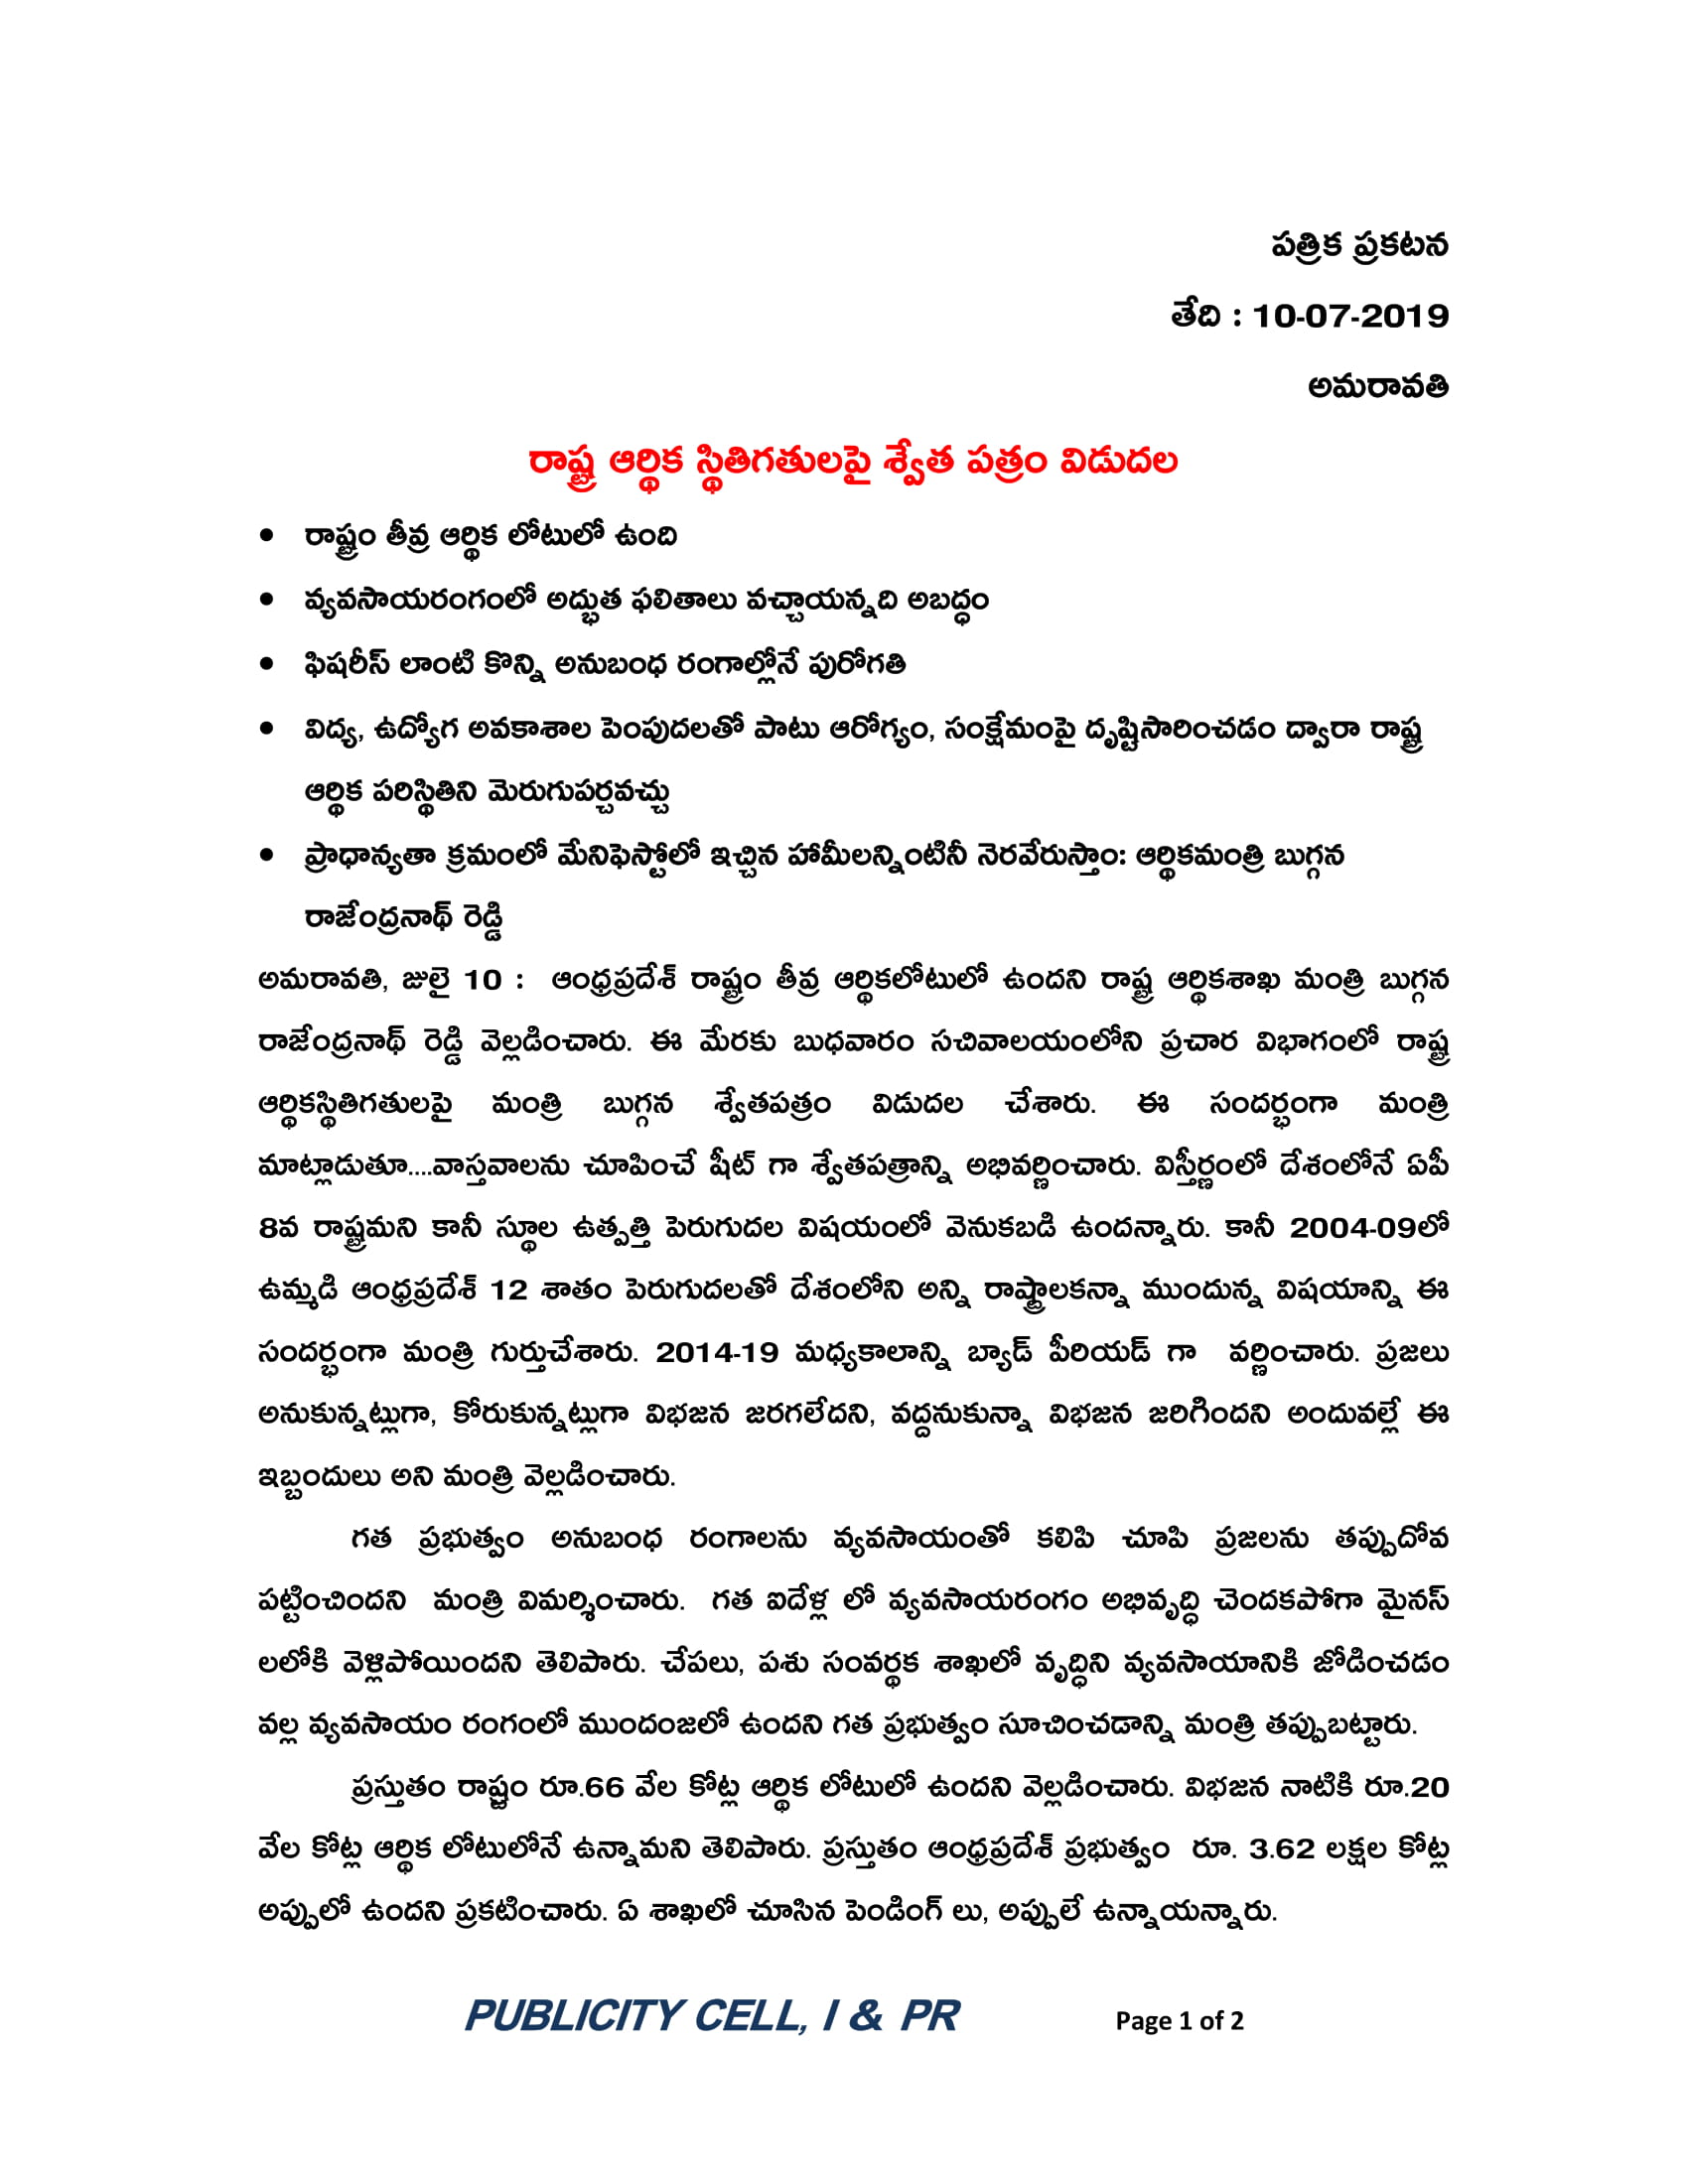 పత్రిక ప్రకటన
తేది : 10-07-2019
అమరావతి
రాష్ట్ర ఆర్థిక స్థితిగతులపై శ్వేత పత్రం విడుదల
• రాష్ట్రం తీవ్ర ఆర్థిక లోటులో ఉంది
• వ్యవసాయరంగంలో అద్భుత ఫలితాలు వచ్చాయన్నది అబద్ధం
• ఫిషరీస్ లాంటి కొన్ని అనుబంధ రంగాల్లోనే పురోగతి
• విద్య, ఉద్యోగ అవకాశాల పెంపుదలతో పాటు ఆరోగ్యం, సంక్షేమంపై దృష్టిసారించడం ద్వారా రాష్ట్ర
ఆర్థిక పరిస్థితిని మెరుగుపర్చవచ్చు
• ప్రాధాన్యతా క్రమంలో మేనిఫెస్టోలో ఇచ్చిన హామీలన్నింటినీ నెరవేరుస్తాం: ఆర్థికమంత్రి బుగ్గన
రాజేంద్రనాథ్ రెడ్డి
అమరావతి, జులై 10 : ఆంధ్రప్రదేశ్ రాష్ట్రం తీవ్ర ఆర్థికలోటులో ఉందని రాష్ట్ర ఆర్థికశాఖ మంత్రి బుగ్గన
రాజేంద్రనాథ్ రెడ్డి వెల్లడించారు. ఈ మేరకు బుధవారం సచివాలయంలోని ప్రచార విభాగంలో రాష్ట్ర
ఆర్థికస్థితిగతులపై మంత్రి బుగ్గన శ్వేతపత్రం విడుదల చేశారు. ఈ సందర్భంగా మంత్రి
మాట్లాడుతూ....వాస్తవాలను చూపించే షీట్ గా శ్వేతపత్రాన్ని అభివర్ణించారు. విస్తీర్ణంలో దేశంలోనే ఏపీ
8వ రాష్ట్రమని కానీ స్థూల ఉత్పత్తి పెరుగుదల విషయంలో వెనుకబడి ఉందన్నారు. కానీ 2004-09లో
ఉమ్మడి ఆంధ్రప్రదేశ్ 12 శాతం పెరుగుదలతో దేశంలోని అన్ని రాష్ట్రాలకన్నా ముందున్న విషయాన్ని ఈ
సందర్భంగా మంత్రి గుర్తుచేశారు. 2014-19 మధ్యకాలాన్ని బ్యాడ్ పీరియడ్ గా వర్ణించారు. ప్రజలు
అనుకున్నట్లుగా, కోరుకున్నట్లుగా విభజన జరగలేదని, వద్దనుకున్నా విభజన జరిగిందని అందువల్లే ఈ
ఇబ్బందులు అని మంత్రి వెల్లడించారు.
గత ప్రభుత్వం అనుబంధ రంగాలను వ్యవసాయంతో కలిపి చూపి ప్రజలను తప్పుదోవ
పట్టించిందని మంత్రి విమర్శించారు. గత ఐదేళ్ల లో వ్యవసాయరంగం అభివృద్ధి చెందకపోగా మైనస్
లలోకి వెళ్లిపోయిందని తెలిపారు. చేపలు, పశు సంవర్థక శాఖలో వృద్ధిని వ్యవసాయానికి జోడించడం
వల్ల వ్యవసాయం రంగంలో ముందంజలో ఉందని గత ప్రభుత్వం సూచించడాన్ని మంత్రి తప్పుబట్టారు.
ప్రస్తుతం రాష్ట్రం రూ.66 వేల కోట్ల ఆర్థిక లోటులో ఉందని వెల్లడించారు. విభజన నాటికి రూ.20
వేల కోట్ల ఆర్థిక లోటులోనే ఉన్నామని తెలిపారు. ప్రస్తుతం ఆంధ్రప్రదేశ్ ప్రభుత్వం రూ. 3.62 లక్షల కోట్ల
అప్పులో ఉందని ప్రకటించారు. ఏ శాఖలో చూసిన పెండింగ్ లు, అప్పులే ఉన్నాయన్నారు.
PUBLICITY CELL, I & PR Page 1 of 2